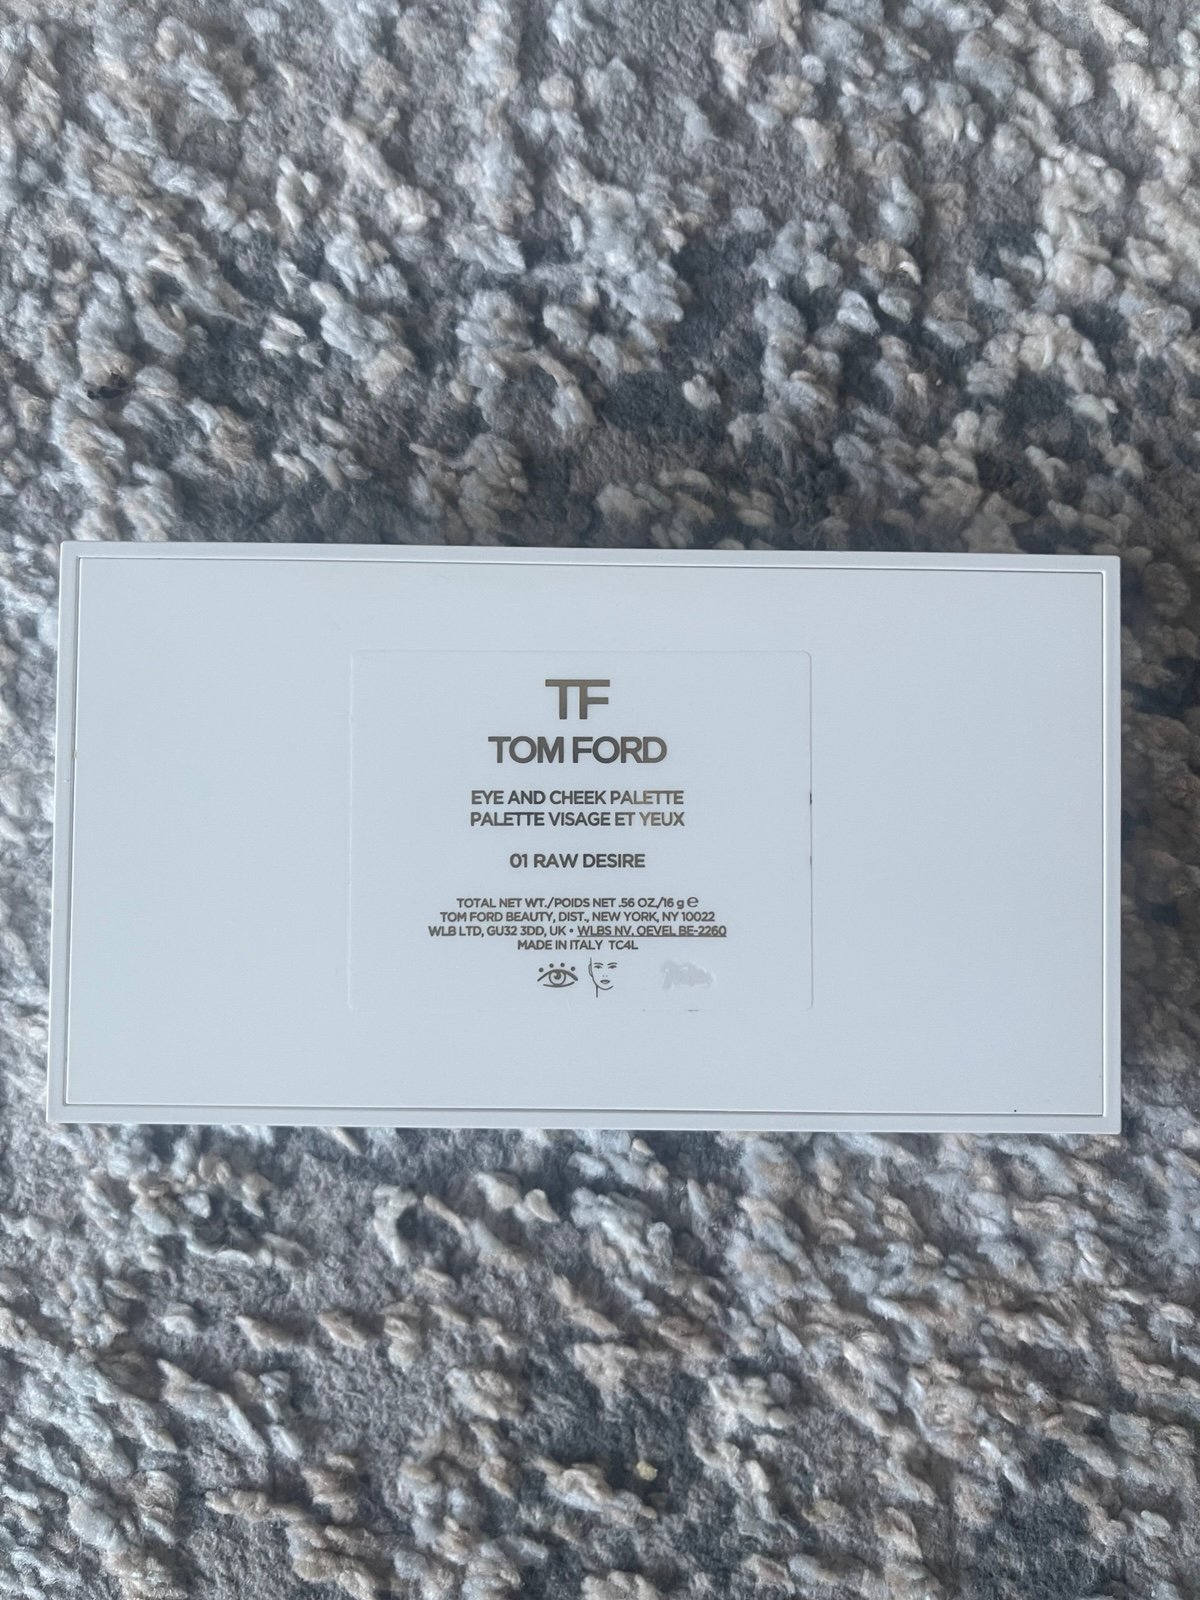 TF
TOM FORD
EYE AND CHEEK PALETTE
PALETTE VISAGE ET YEUX
01 RAW DESIRE
TOTAL NET WT./POIDS NET .56 OZ./16 g ℮
TOM FORD BEAUTY, DIST., NEW YORK, NY 10022
WLB LTD, GU32 3DD, UK • WLBS NV, OEVEL BE-2260
MADE IN ITALY TC4L